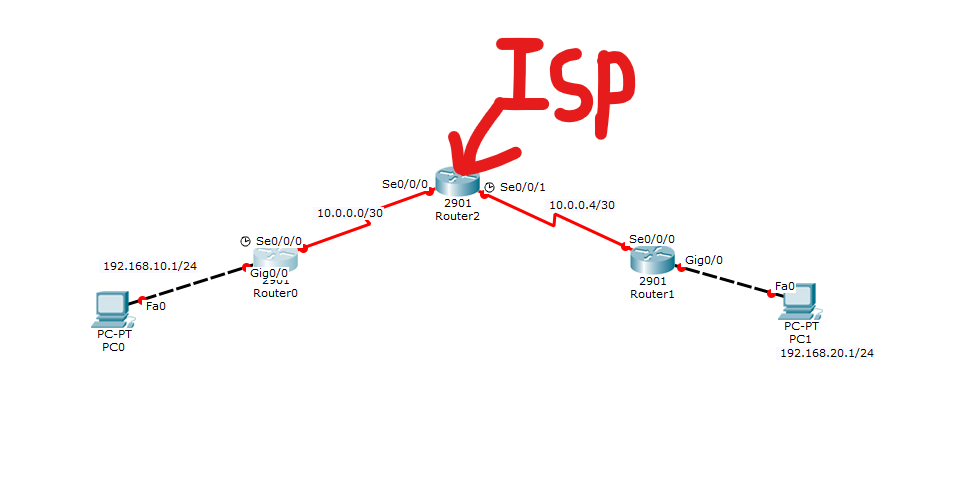 Isp
Se0/0/0
Se0/0/1
2901
Router2
10.0.0.0/30
10.0.0.4/30
Se0/0/0
Se0/0/0
192.168.10.1/24
Gig0/0
Gig0/0
2901
Router0
2901
Router1
Fa0
Fa0
PC-PT
PC0
PC-PT
PC1
192.168.20.1/24